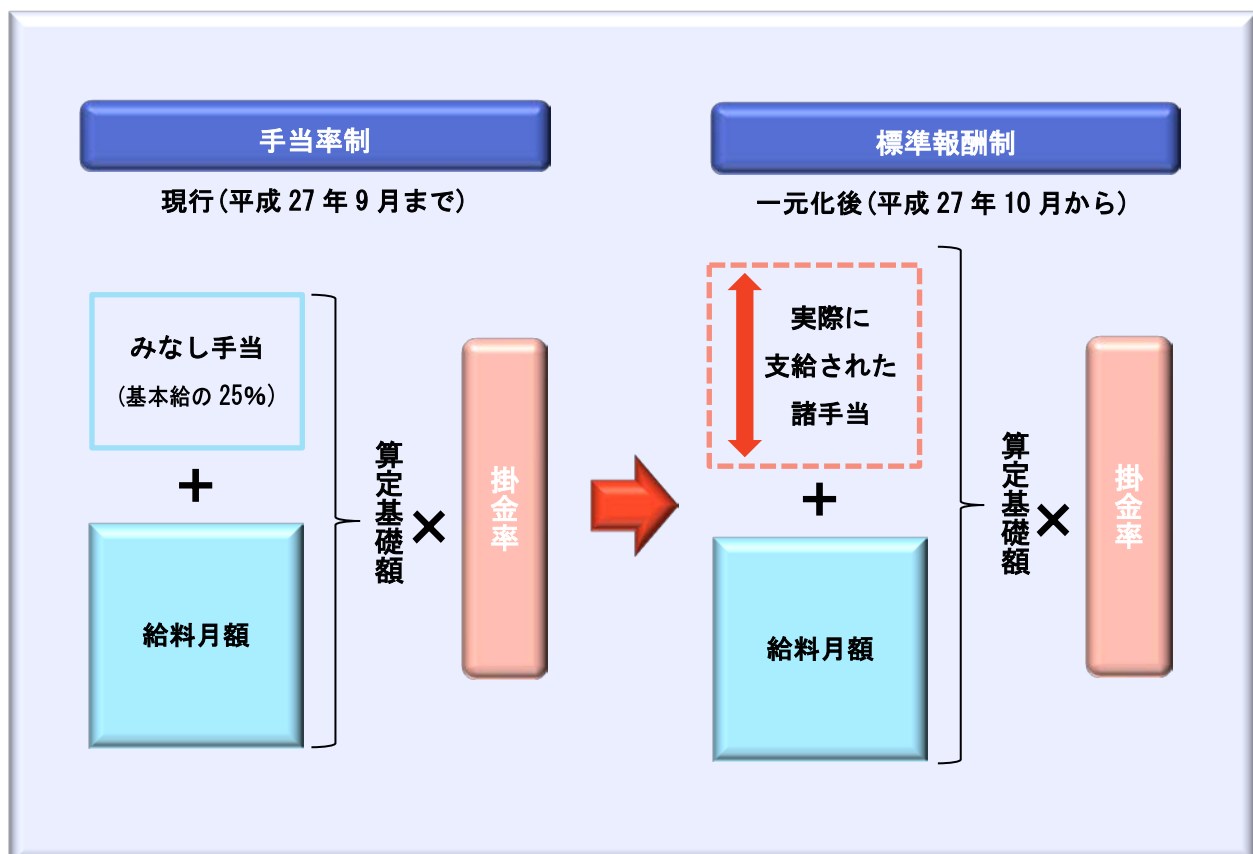 手当率制
現行(平成 27 年 9 月まで)
みなし手当
(基本給の 25%)
+
給料月額
算定基礎額
×
掛金率
標準報酬制
一元化後(平成 27 年 10 月から)
実際に
支給された
諸手当
+
給料月額
算定基礎額
×
掛金率